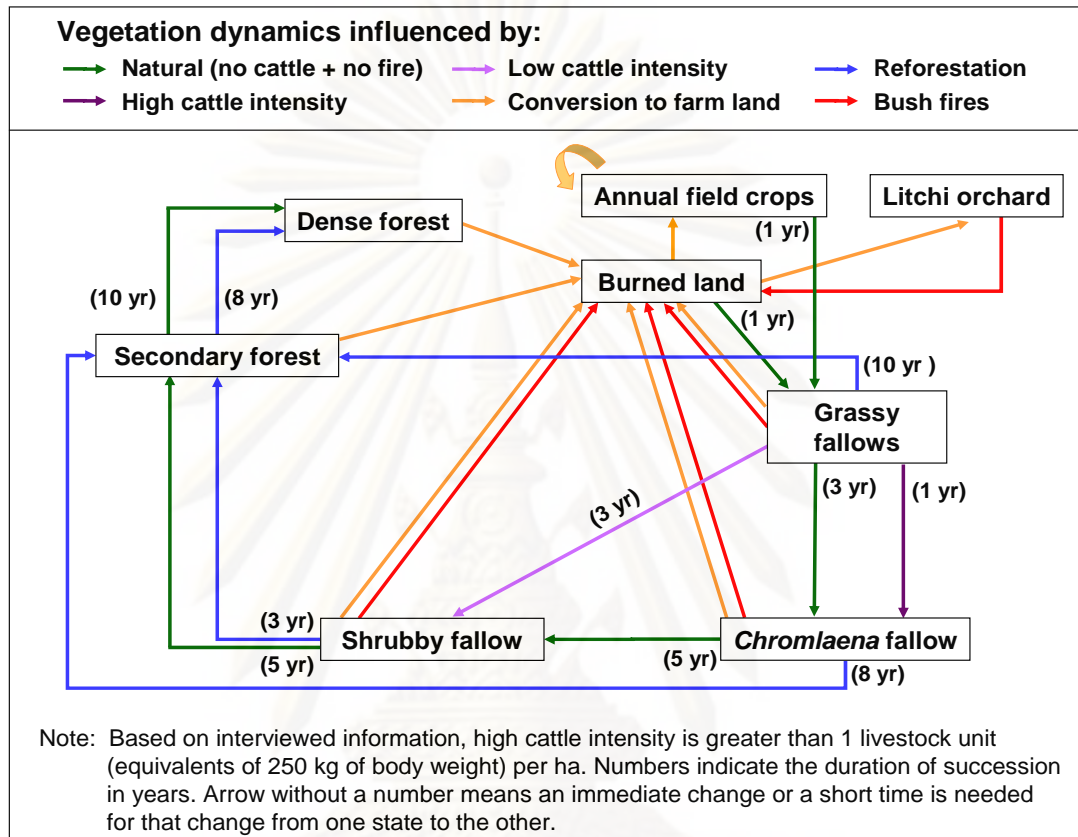 Vegetation dynamics influenced by:
Natural (no cattle + no fire)
Low cattle intensity
Reforestation
High cattle intensity
Conversion to farm land
Bush fires
Annual field crops
Litchi orchard
Dense forest
(1 yr)
Burned land
(10 yr)
(8 yr)
(1 yr)
Secondary forest
(10 yr )
Grassy
fallows
(3 yr)
(1 yr)
(3 yr)
(3 yr)
Shrubby fallow
Chromlaena fallow
(5 yr)
(5 yr)
(8 yr)
Note: Based on interviewed information, high cattle intensity is greater than 1 livestock unit
(equivalents of 250 kg of body weight) per ha. Numbers indicate the duration of succession
in years. Arrow without a number means an immediate change or a short time is needed
for that change from one state to the other.